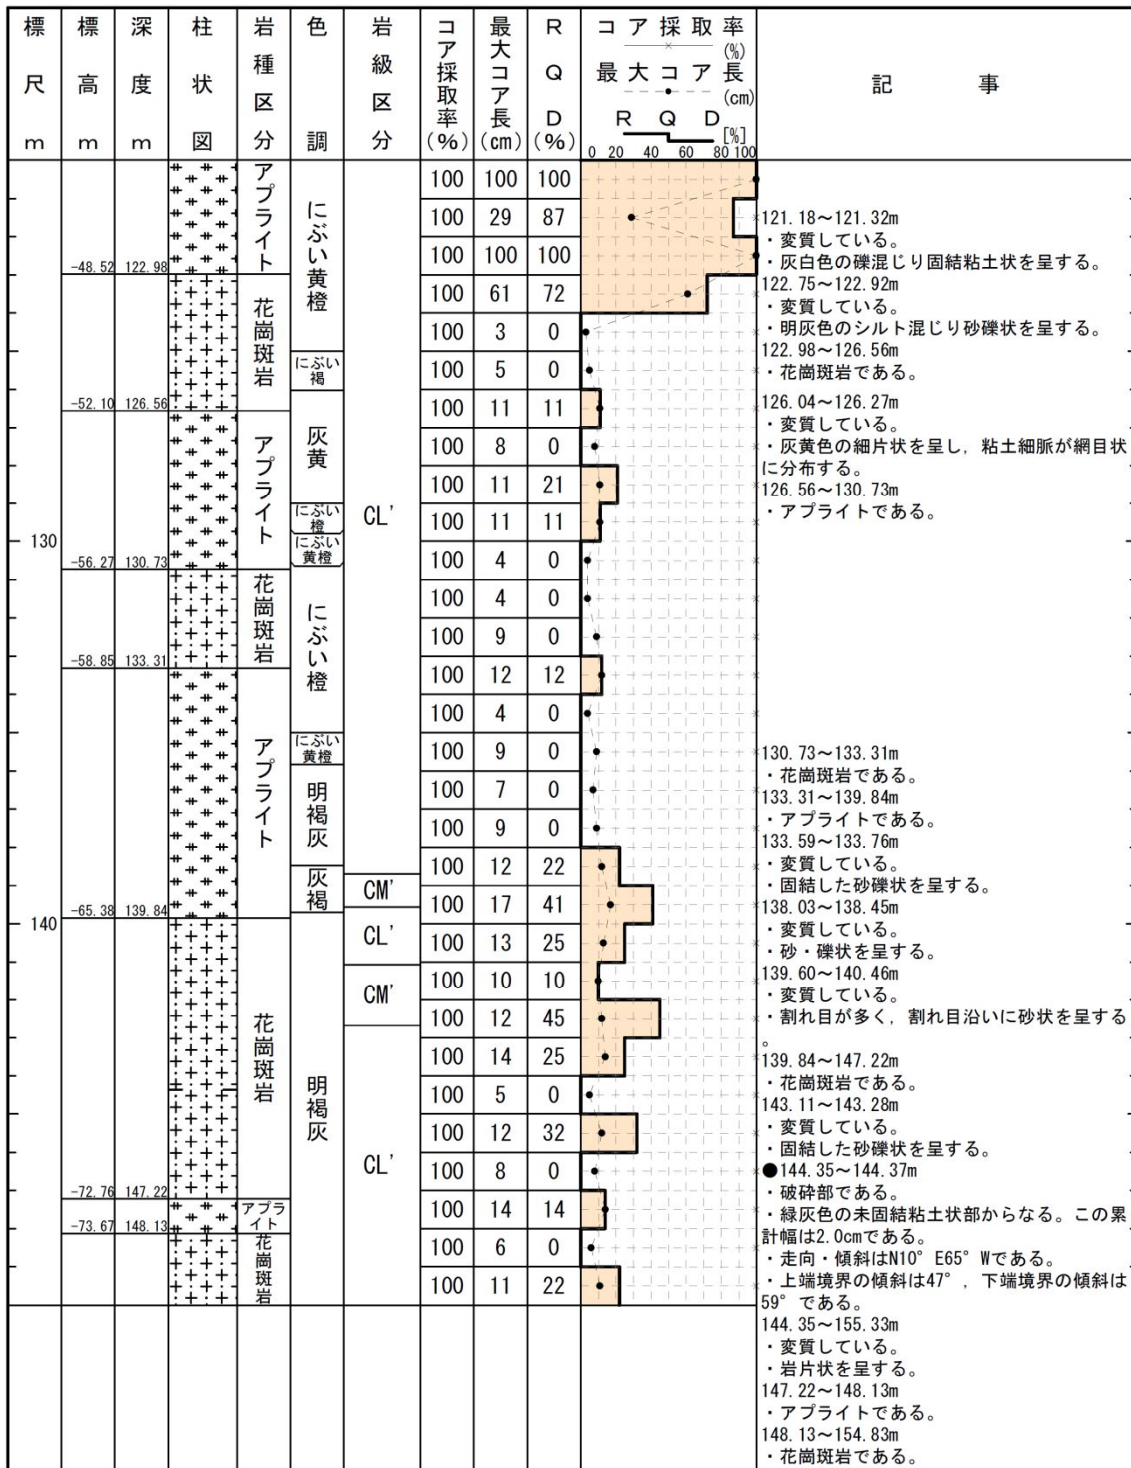 標尺m
標高m
深度m
柱状図
岩種区分
色調
岩級区分
コア採取率(%)
最大コア長(cm)
RQD(%)
コア採取率
(%)
最大コア長
(cm)
RQD
[%]
0 20 40 60 80 100
記事
アプライト
にぶい黄橙
-48.52 122.98
花崗斑岩
にぶい
褐
-52.10 126.56
灰黄
アプライト
にぶい
橙
にぶい
黄橙
CL'
130
-56.27 130.73
花崗斑岩
にぶい橙
-58.85 133.31
アプライト
にぶい
黄橙
明褐灰
灰褐
CM'
-65.38 139.84
140
CL'
CM'
花崗斑岩
明褐灰
CL'
-72.76 147.22
アプラ
イト
-73.67 148.13
花崗斑岩
100 100 100
100 29 87
100 100 100
100 61 72
100 3 0
100 5 0
100 11 11
100 8 0
100 11 21
100 11 11
100 4 0
100 4 0
100 9 0
100 12 12
100 4 0
100 9 0
100 7 0
100 9 0
100 12 22
100 17 41
100 13 25
100 10 10
100 12 45
100 14 25
100 5 0
100 12 32
100 8 0
100 14 14
100 6 0
100 11 22
121.18～121.32m
・変質している。
・灰白色の礫混じり固結粘土状を呈する。
122.75～122.92m
・変質している。
・明灰色のシルト混じり砂礫状を呈する。
122.98～126.56m
・花崗斑岩である。
126.04～126.27m
・変質している。
・灰黄色の細片状を呈し，粘土細脈が網目状
に分布する。
126.56～130.73m
・アプライトである。
130.73～133.31m
・花崗斑岩である。
133.31～139.84m
・アプライトである。
133.59～133.76m
・変質している。
・固結した砂礫状を呈する。
138.03～138.45m
・変質している。
・砂・礫状を呈する。
139.60～140.46m
・変質している。
・割れ目が多く，割れ目沿いに砂状を呈する
。
139.84～147.22m
・花崗斑岩である。
143.11～143.28m
・変質している。
・固結した砂礫状を呈する。
●144.35～144.37m
・破砕部である。
・緑灰色の未固結粘土状部からなる。この累
計幅は2.0cmである。
・走向・傾斜はN10°E65°Wである。
・上端境界の傾斜は47°，下端境界の傾斜は
59°である。
144.35～155.33m
・変質している。
・岩片状を呈する。
147.22～148.13m
・アプライトである。
148.13～154.83m
・花崗斑岩である。